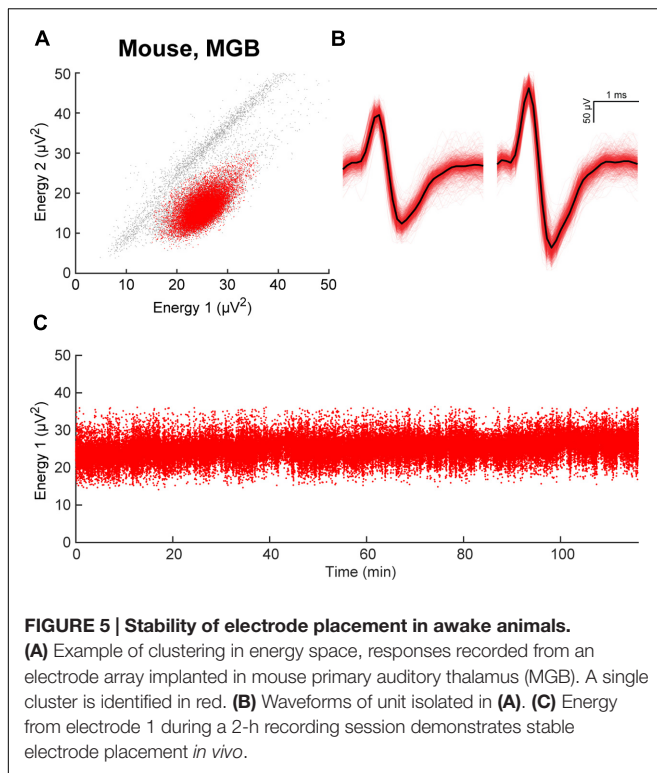 A
Mouse, MGB
B
50
40
30
20
10
0
Energy 2 (µV²)
10
20
30
40
50
Energy 1 (µV²)
1 ms
50 µV
C
50
40
30
20
10
0
Energy 1 (µV²)
0
20
40
60
80
100
Time (min)
FIGURE 5 | Stability of electrode placement in awake animals.
(A) Example of clustering in energy space, responses recorded from an
electrode array implanted in mouse primary auditory thalamus (MGB). A single
cluster is identified in red. (B) Waveforms of unit isolated in (A). (C) Energy
from electrode 1 during a 2-h recording session demonstrates stable
electrode placement in vivo.